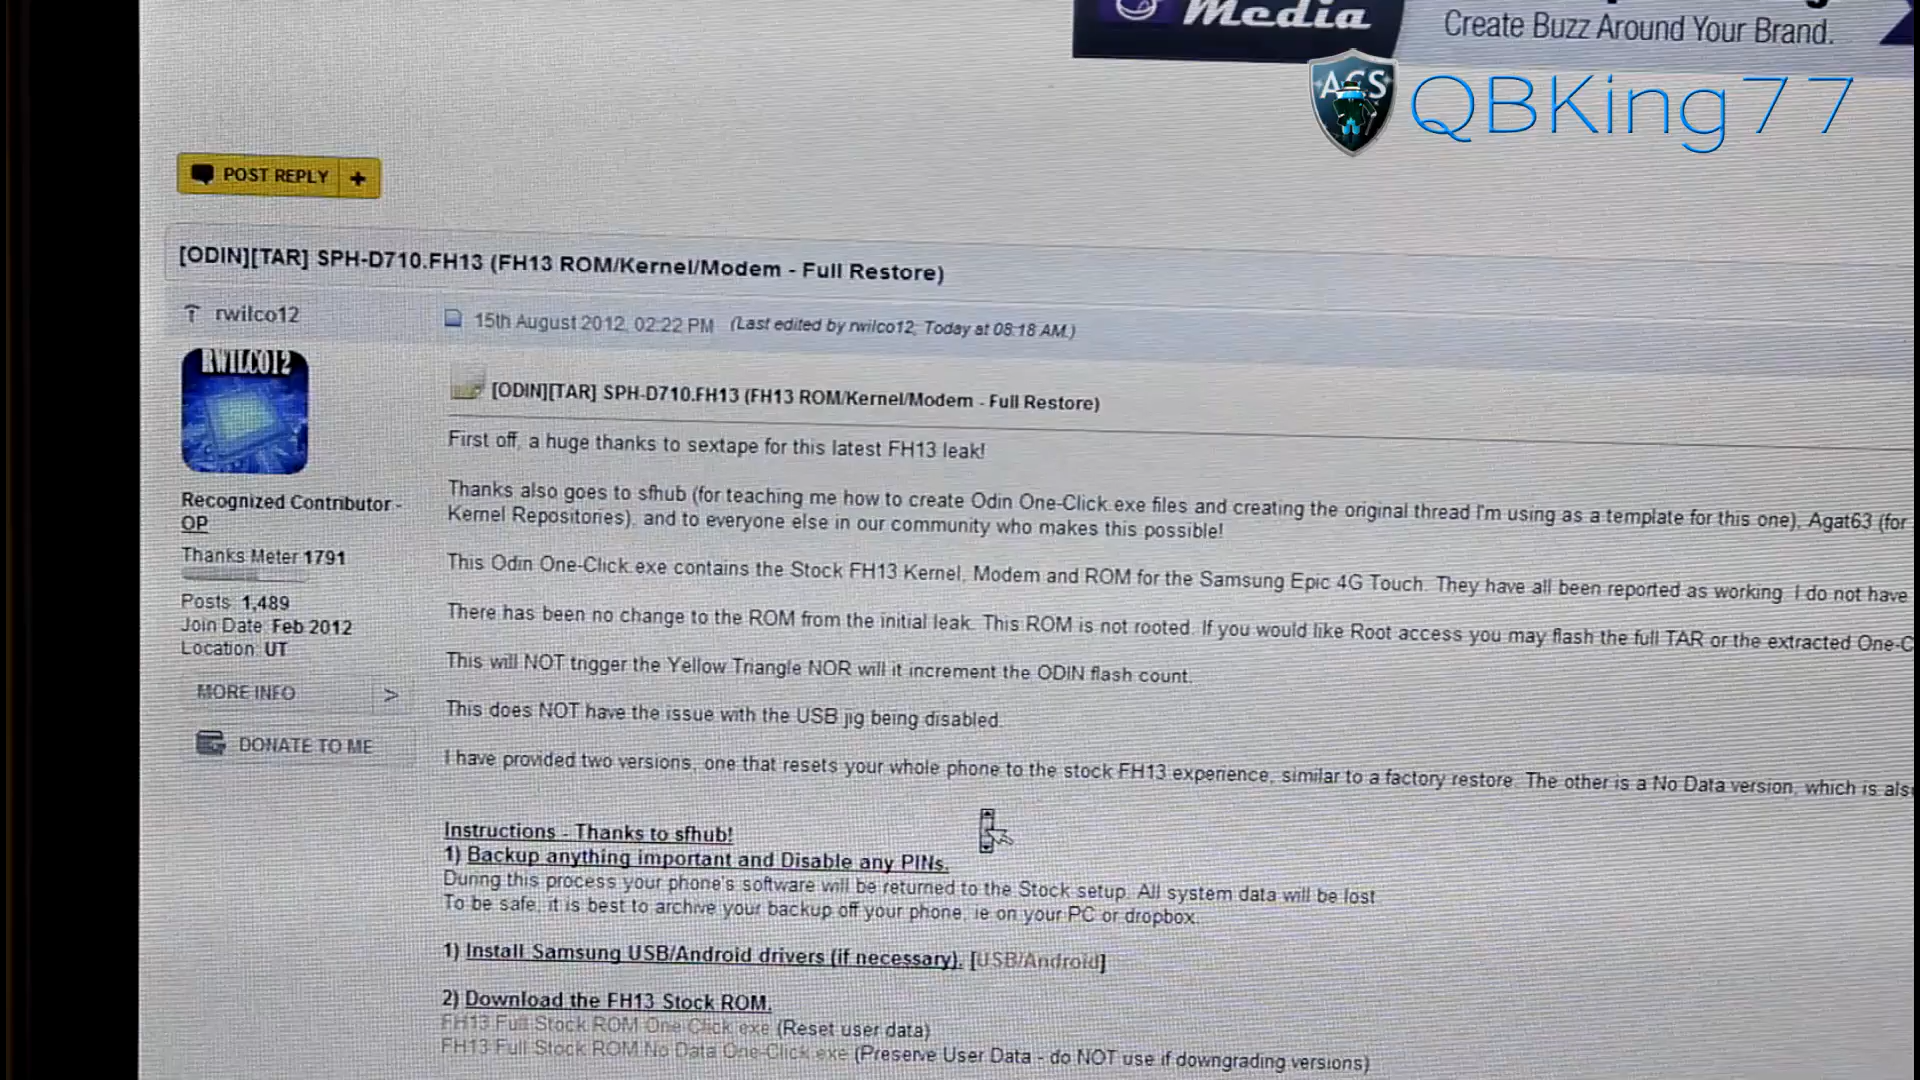 Media
Create Buzz Around Your Brand.
ACS
QBKing77
POST REPLY +
[ODIN][TAR] SPH-D710.FH13 (FH13 ROM/Kernel/Modem - Full Restore)
rwilco12
15th August 2012, 02:22 PM (Last edited by rwilco12; Today at 08:18 AM.)
RWILCO12
[ODIN][TAR] SPH-D710.FH13 (FH13 ROM/Kernel/Modem - Full Restore)
First off, a huge thanks to sextape for this latest FH13 leak!
Recognized Contributor -
OP
Thanks Meter 1791
Posts: 1,489
Join Date: Feb 2012
Location: UT
MORE INFO >
DONATE TO ME
Thanks also goes to sfhub (for teaching me how to create Odin One-Click.exe files and creating the original thread I'm using as a template for this one), Agat63 (for
Kernel Repositories), and to everyone else in our community who makes this possible!
This Odin One-Click.exe contains the Stock FH13 Kernel, Modem and ROM for the Samsung Epic 4G Touch. They have all been reported as working. I do not have
There has been no change to the ROM from the initial leak. This ROM is not rooted. If you would like Root access you may flash the full TAR or the extracted One-C
This will NOT trigger the Yellow Triangle NOR will it increment the ODIN flash count.
This does NOT have the issue with the USB jig being disabled.
I have provided two versions, one that resets your whole phone to the stock FH13 experience, similar to a factory restore. The other is a No Data version, which is als
Instructions - Thanks to sfhub!
1) Backup anything important and Disable any PINs.
During this process your phone's software will be returned to the Stock setup. All system data will be lost
To be safe, it is best to archive your backup off your phone, ie on your PC or dropbox.
1) Install Samsung USB/Android drivers (if necessary). [USB/Android]
2) Download the FH13 Stock ROM.
FH13 Full Stock ROM One-Click.exe (Reset user data)
FH13 Full Stock ROM No Data One-Click.exe (Preserve User Data - do NOT use if downgrading versions)